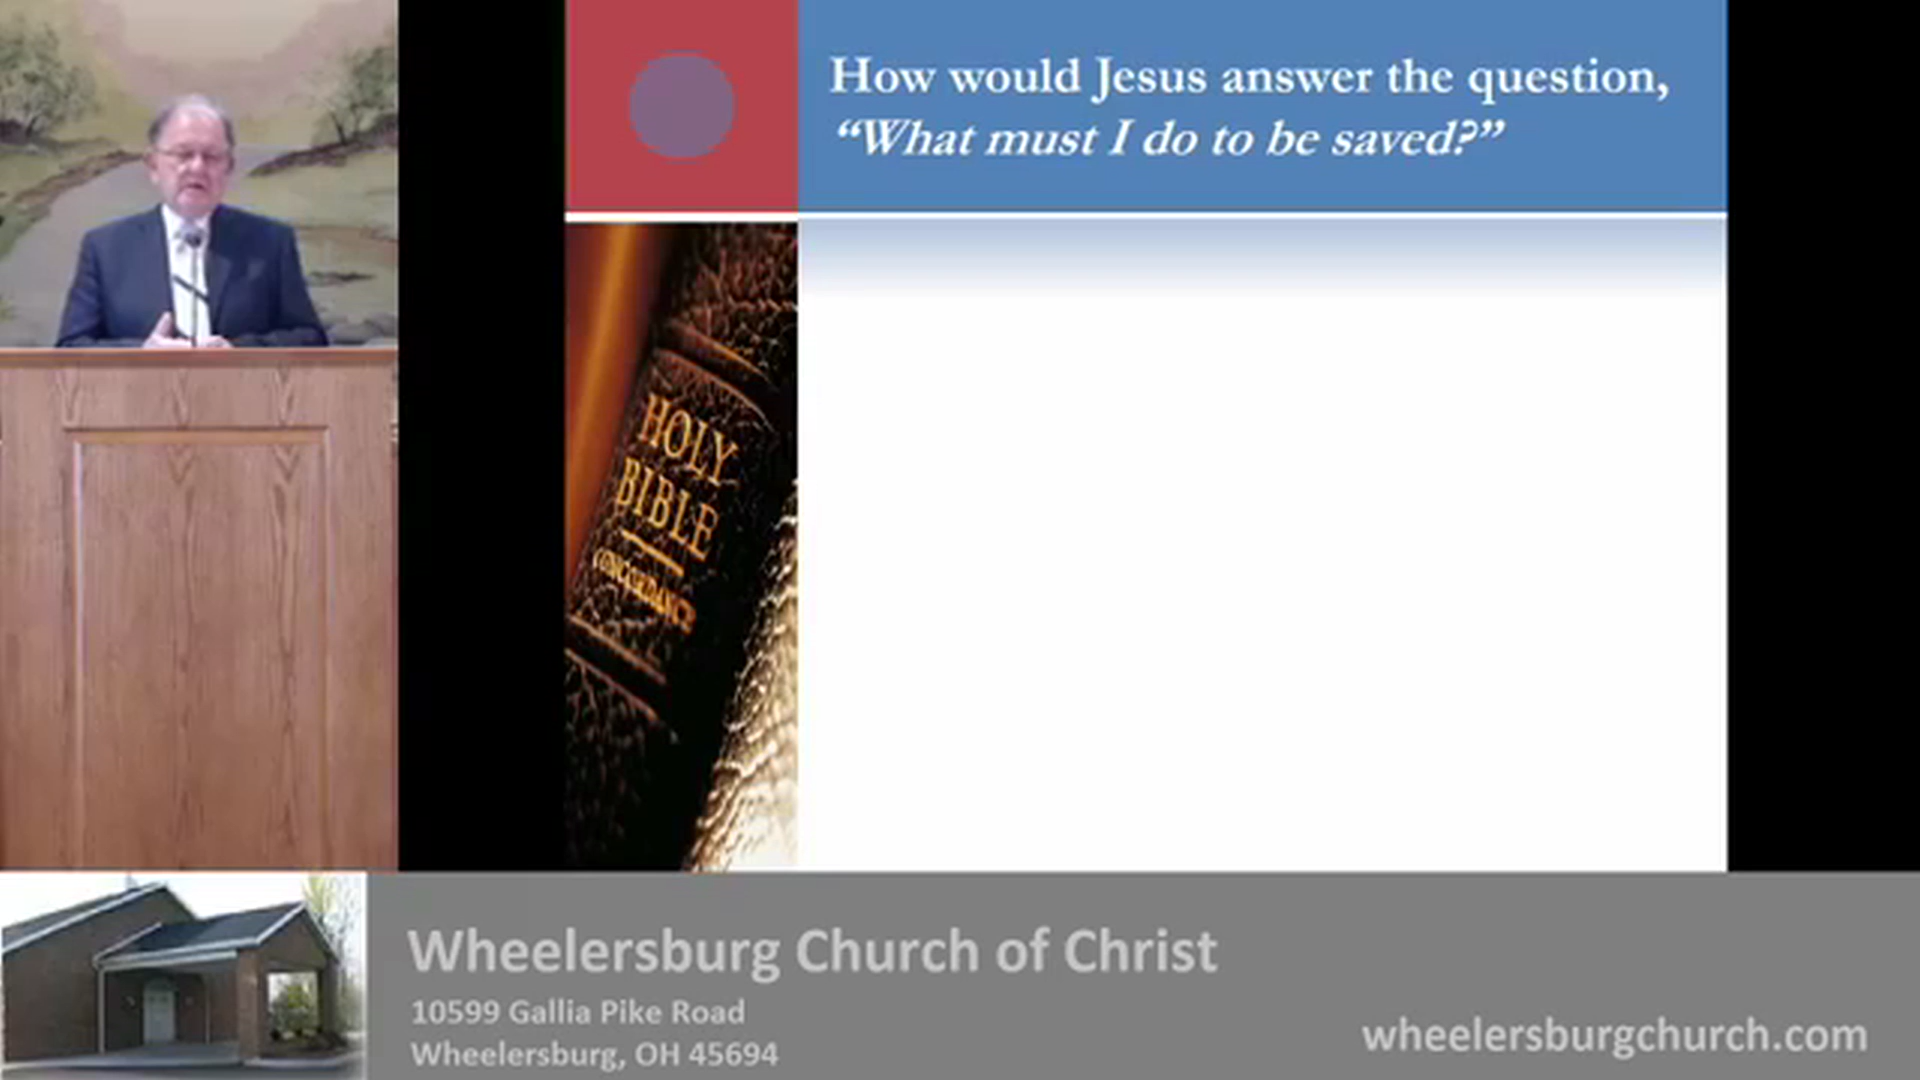 How would Jesus answer the question,
“What must I do to be saved?”
HOLY
BIBLE
CONCORDANCE
Wheelersburg Church of Christ
10599 Gallia Pike Road
Wheelersburg, OH 45694
wheelersburgchurch.com